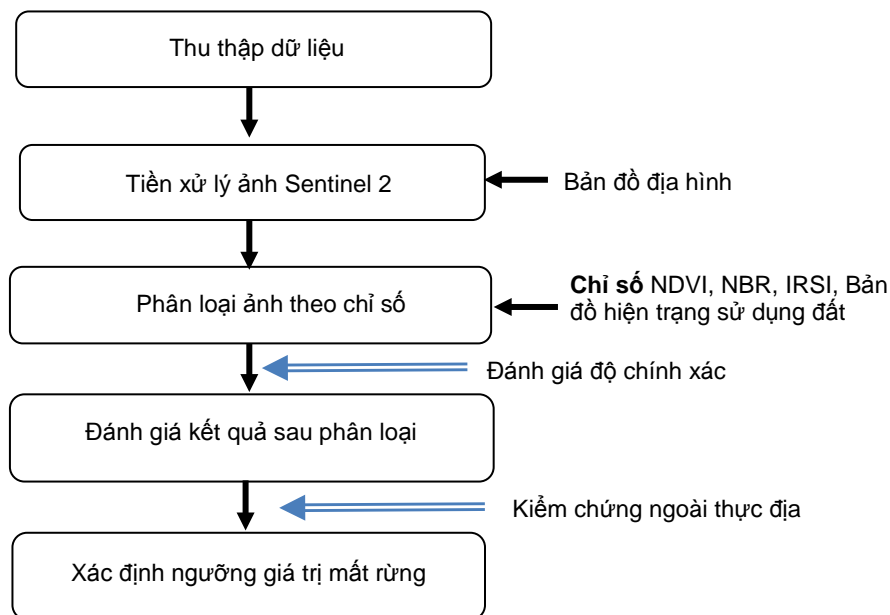 Thu thập dữ liệu
Tiền xử lý ảnh Sentinel 2
Bản đồ địa hình
Phân loại ảnh theo chỉ số
Chỉ số NDVI, NBR, IRSI, Bản
đồ hiện trạng sử dụng đất
Đánh giá độ chính xác
Đánh giá kết quả sau phân loại
Kiểm chứng ngoài thực địa
Xác định ngưỡng giá trị mất rừng